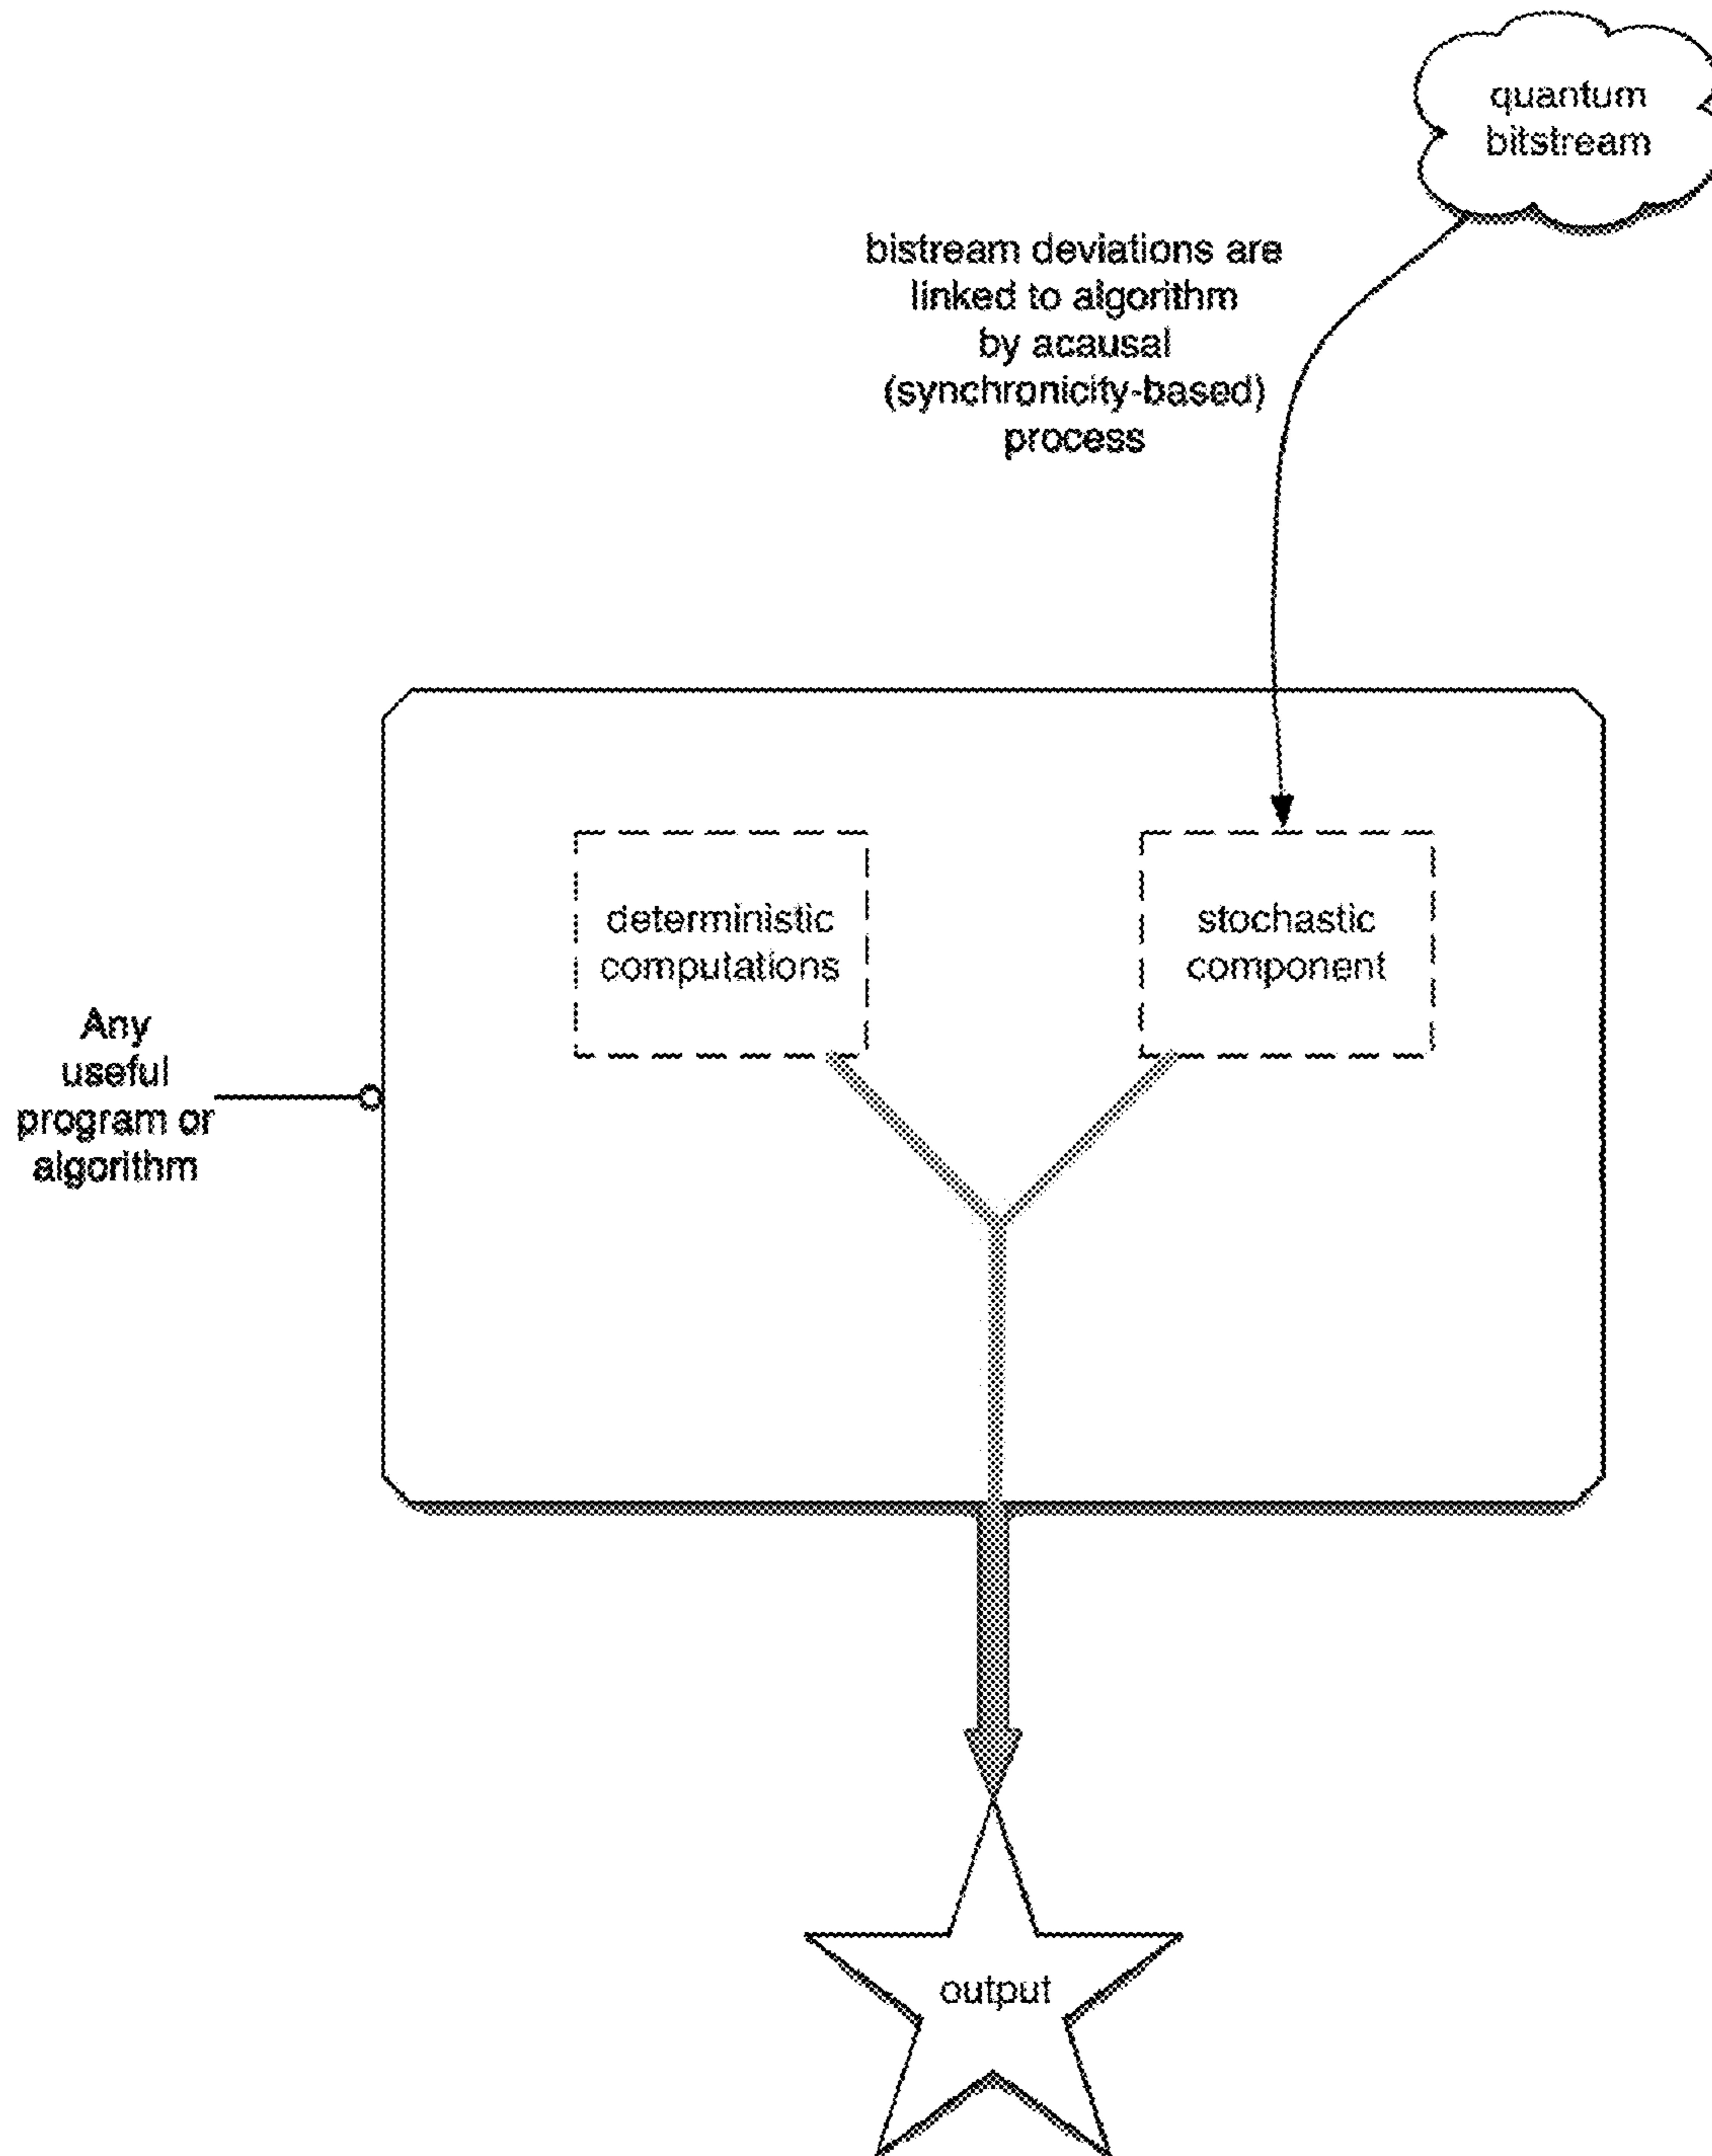 quantum
bitstream
bistream deviations are
linked to algorithm
by acausal
(synchronicity-based)
process
deterministic
computations
stochastic
component
Any
useful
program or
algorithm
output